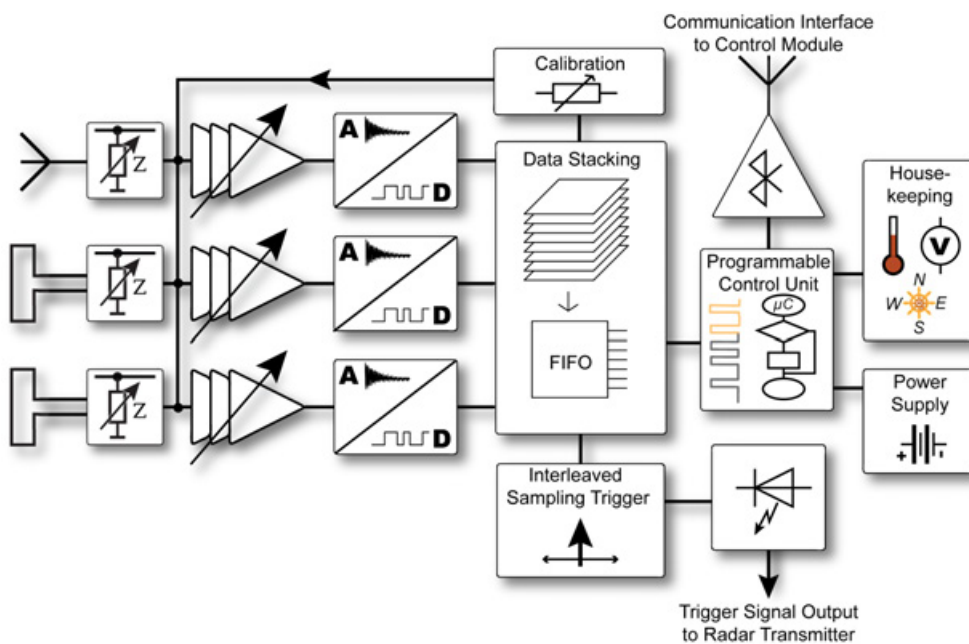 Communication Interface
to Control Module
Calibration
Z
A
D
Data Stacking
House-
keeping
V
N
W E
S
Z
A
D
FIFO
Programmable
Control Unit
µC
Z
A
D
Power
Supply
+ -
Interleaved
Sampling Trigger
Trigger Signal Output
to Radar Transmitter